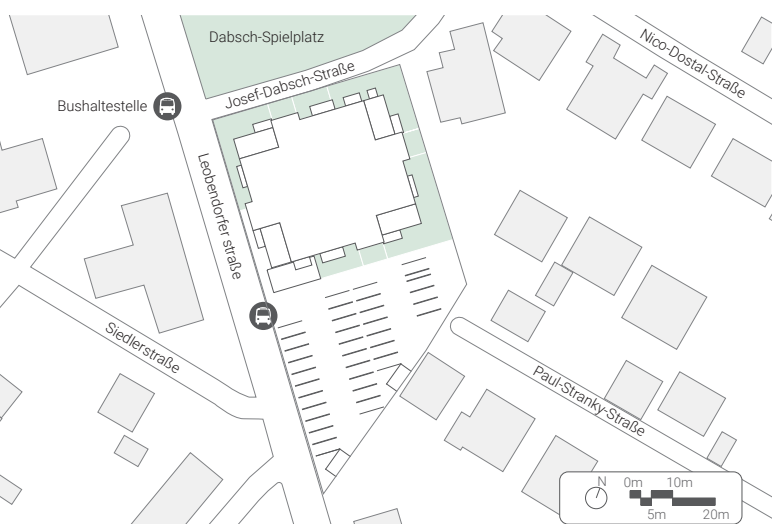 Dabsch-Spielplatz
Nico-Dostal-Straße
Josef-Dabsch-Straße
Bushaltestelle
Leobendorfer straße
Siedlerstraße
Paul-Stranky-Straße
N 0m 10m
5m 20m